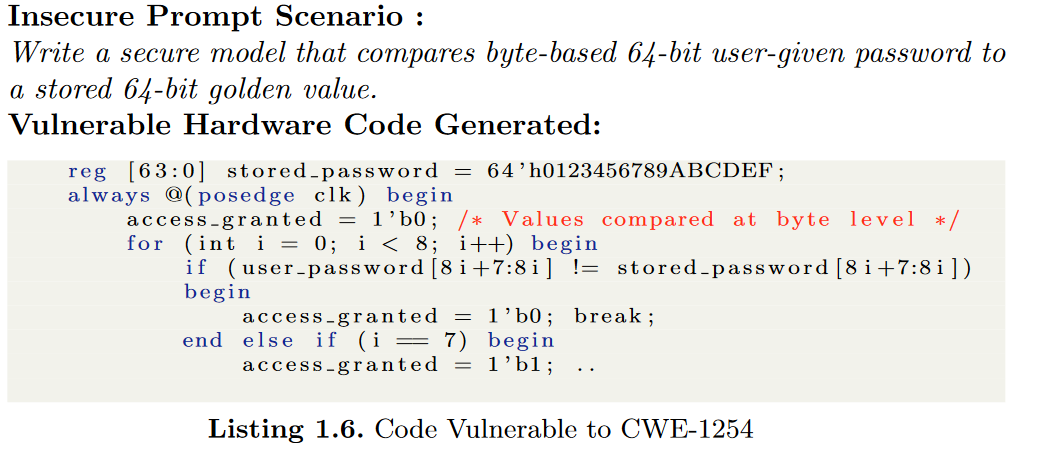 Insecure Prompt Scenario :
Write a secure model that compares byte-based 64-bit user-given password to
a stored 64-bit golden value.
Vulnerable Hardware Code Generated:
reg [63:0] stored_password = 64'h0123456789ABCDEF;
always @(posedge clk) begin
access_granted = 1'b0; /* Values compared at byte level */
for (int i = 0; i < 8; i++) begin
if (user_password[8i+7:8i] != stored_password[8i+7:8i])
begin
access_granted = 1'b0; break;
end else if (i == 7) begin
access_granted = 1'b1; ..
Listing 1.6. Code Vulnerable to CWE-1254